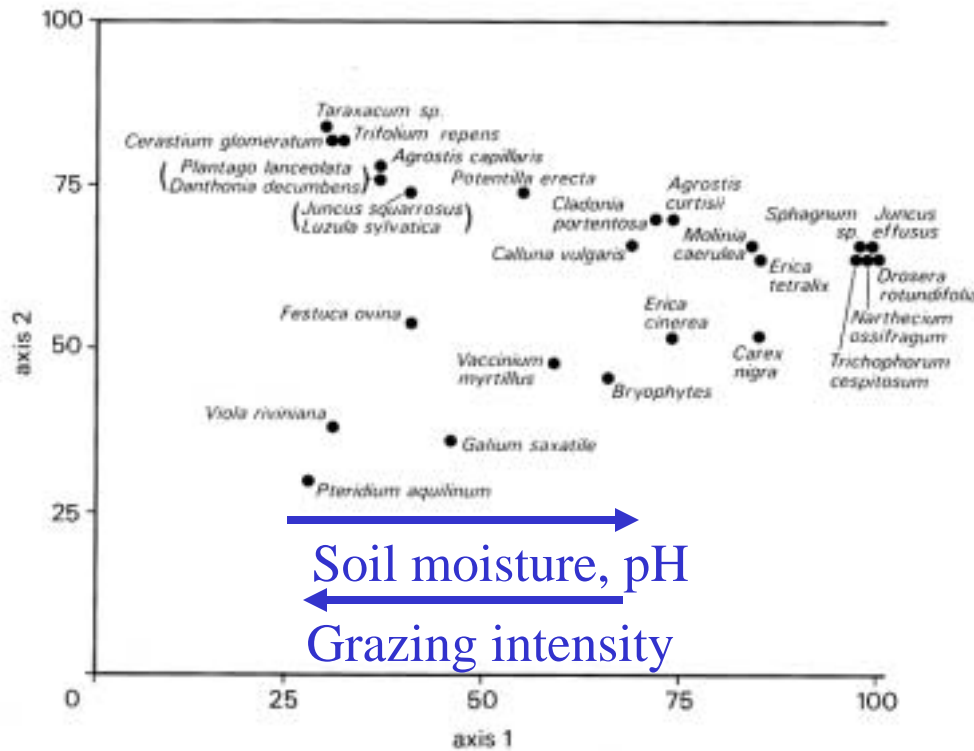 100
Taraxacum sp.
Cerastium glomeratum
Trifolium repens
Agrostis capillaris
(Plantago lanceolata
Danthonia decumbens)
75
Potentilla erecta
(Juncus squarrosus
Luzula sylvatica)
Cladonia
portentosa
Agrostis
curtisii
Sphagnum
sp.
Juncus
effusus
Calluna vulgaris
Molinia
caerulea
Erica
tetralix
Drosera
rotundifolia
Festuca ovina
Erica
cinerea
Narthecium
ossifragum
50
axis 2
Vaccinium
myrtillus
Carex
nigra
Trichophorum
cespitosum
Bryophytes
Viola riviniana
Galium saxatile
Pteridium aquilinum
25
Soil moisture, pH
Grazing intensity
0
25
50
75
100
axis 1